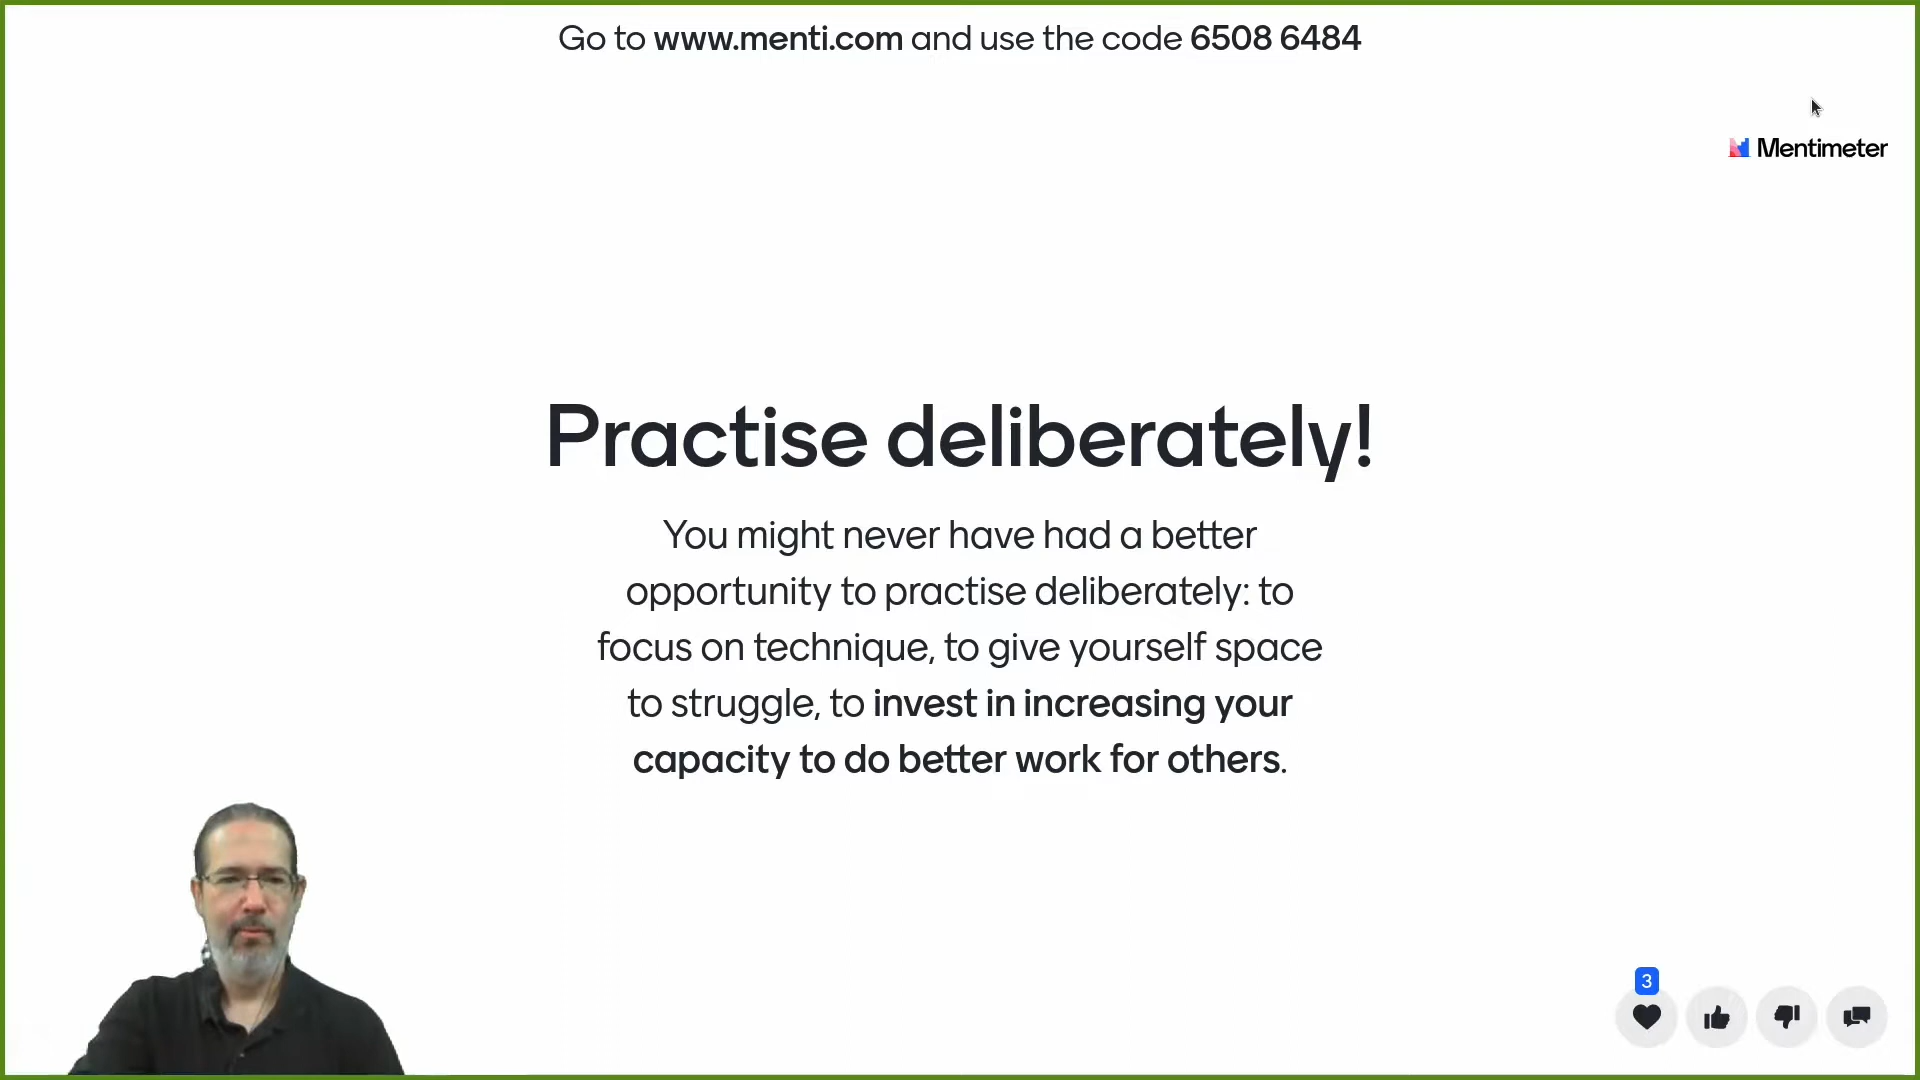 Go to www.menti.com and use the code 6508 6484
Mentimeter
Practise deliberately!
You might never have had a better
opportunity to practise deliberately: to
focus on technique, to give yourself space
to struggle, to invest in increasing your
capacity to do better work for others.
3